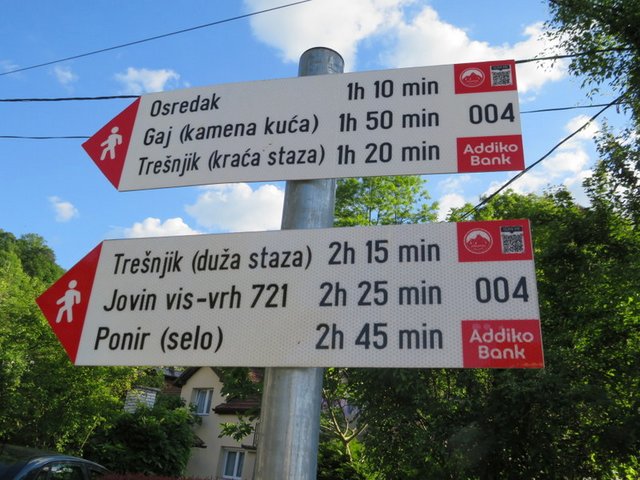 Osredak 1h 10 min
Gaj (kamena kuća) 1h 50 min 004
Trešnjik (kraća staza) 1h 20 min
Addiko
Bank
Trešnjik (duža staza) 2h 15 min
Jovin vis-vrh 721 2h 25 min 004
Ponir (selo) 2h 45 min
Addiko
Bank